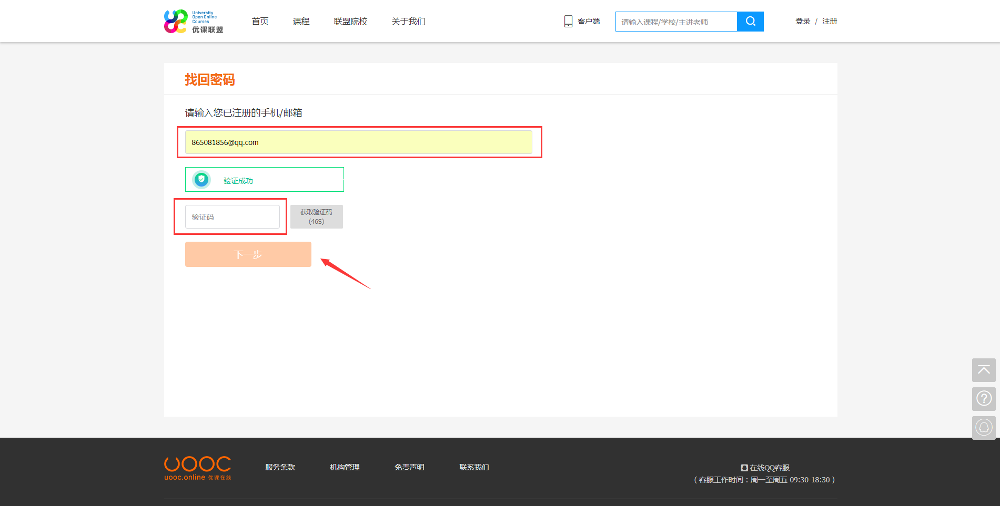 University
Open Online
Courses
优课联盟
首页
课程
联盟院校
关于我们
客户端
请输入课程/学校/主讲老师
登录 / 注册
找回密码
请输入您已注册的手机/邮箱
865081856@qq.com
验证成功
验证码
获取验证码
(46S)
下一步
UOOC
uooc.online 优课在线
服务条款
机构管理
免责声明
联系我们
在线QQ客服
( 客服工作时间：周一至周五 09:30-18:30 )